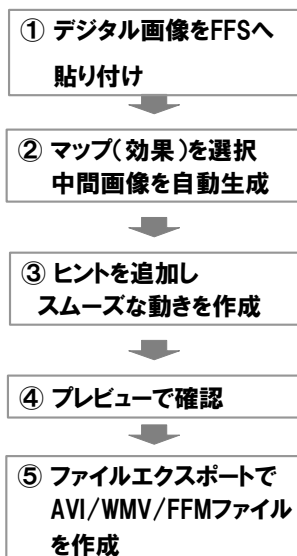 ① デジタル画像をFFSへ
貼り付け
② マップ(効果)を選択
中間画像を自動生成
③ ヒントを追加し
スムーズな動きを作成
④ プレビューで確認
⑤ ファイルエクスポートで
AVI/WMV/FFMファイル
を作成